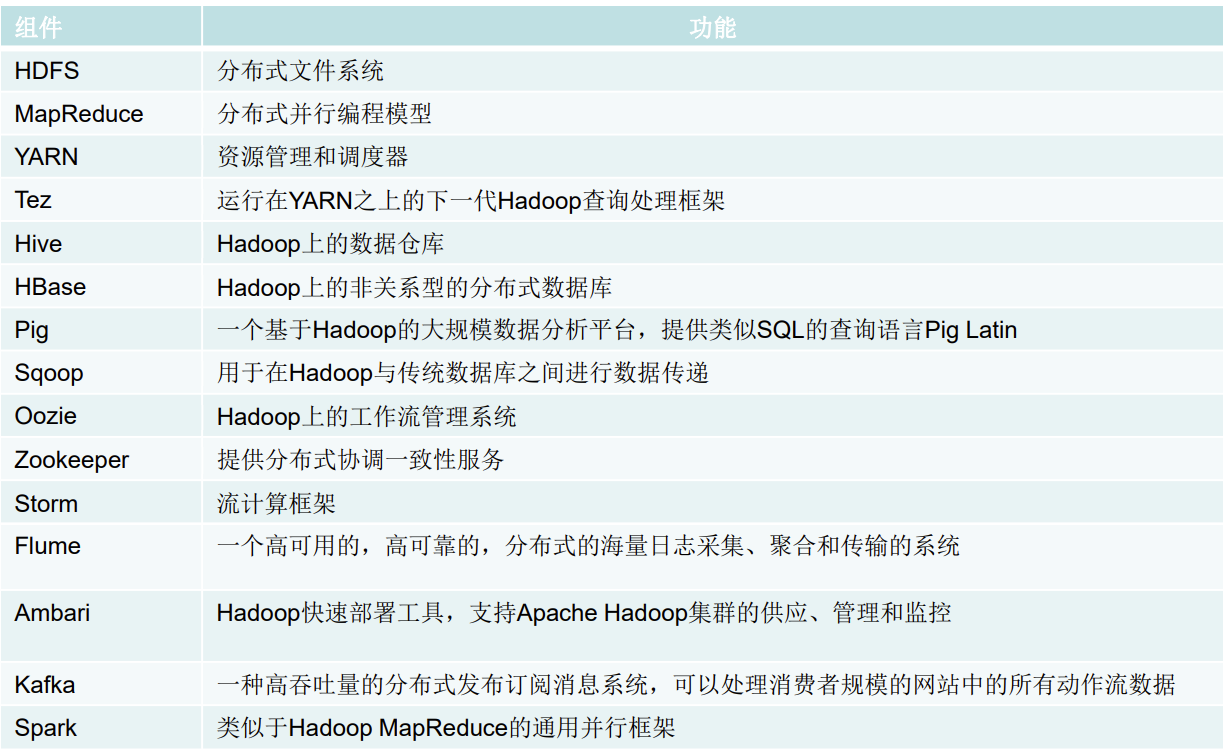 组件 功能
HDFS 分布式文件系统
MapReduce 分布式并行编程模型
YARN 资源管理和调度器
Tez 运行在YARN之上的下一代Hadoop查询处理框架
Hive Hadoop上的数据仓库
HBase Hadoop上的非关系型的分布式数据库
Pig 一个基于Hadoop的大规模数据分析平台，提供类似SQL的查询语言Pig Latin
Sqoop 用于在Hadoop与传统数据库之间进行数据传递
Oozie Hadoop上的工作流管理系统
Zookeeper 提供分布式协调一致性服务
Storm 流计算框架
Flume 一个高可用的，高可靠的，分布式的海量日志采集、聚合和传输的系统
Ambari Hadoop快速部署工具，支持Apache Hadoop集群的供应、管理和监控
Kafka 一种高吞吐量的分布式发布订阅消息系统，可以处理消费者规模的网站中的所有动作流数据
Spark 类似于Hadoop MapReduce的通用并行框架